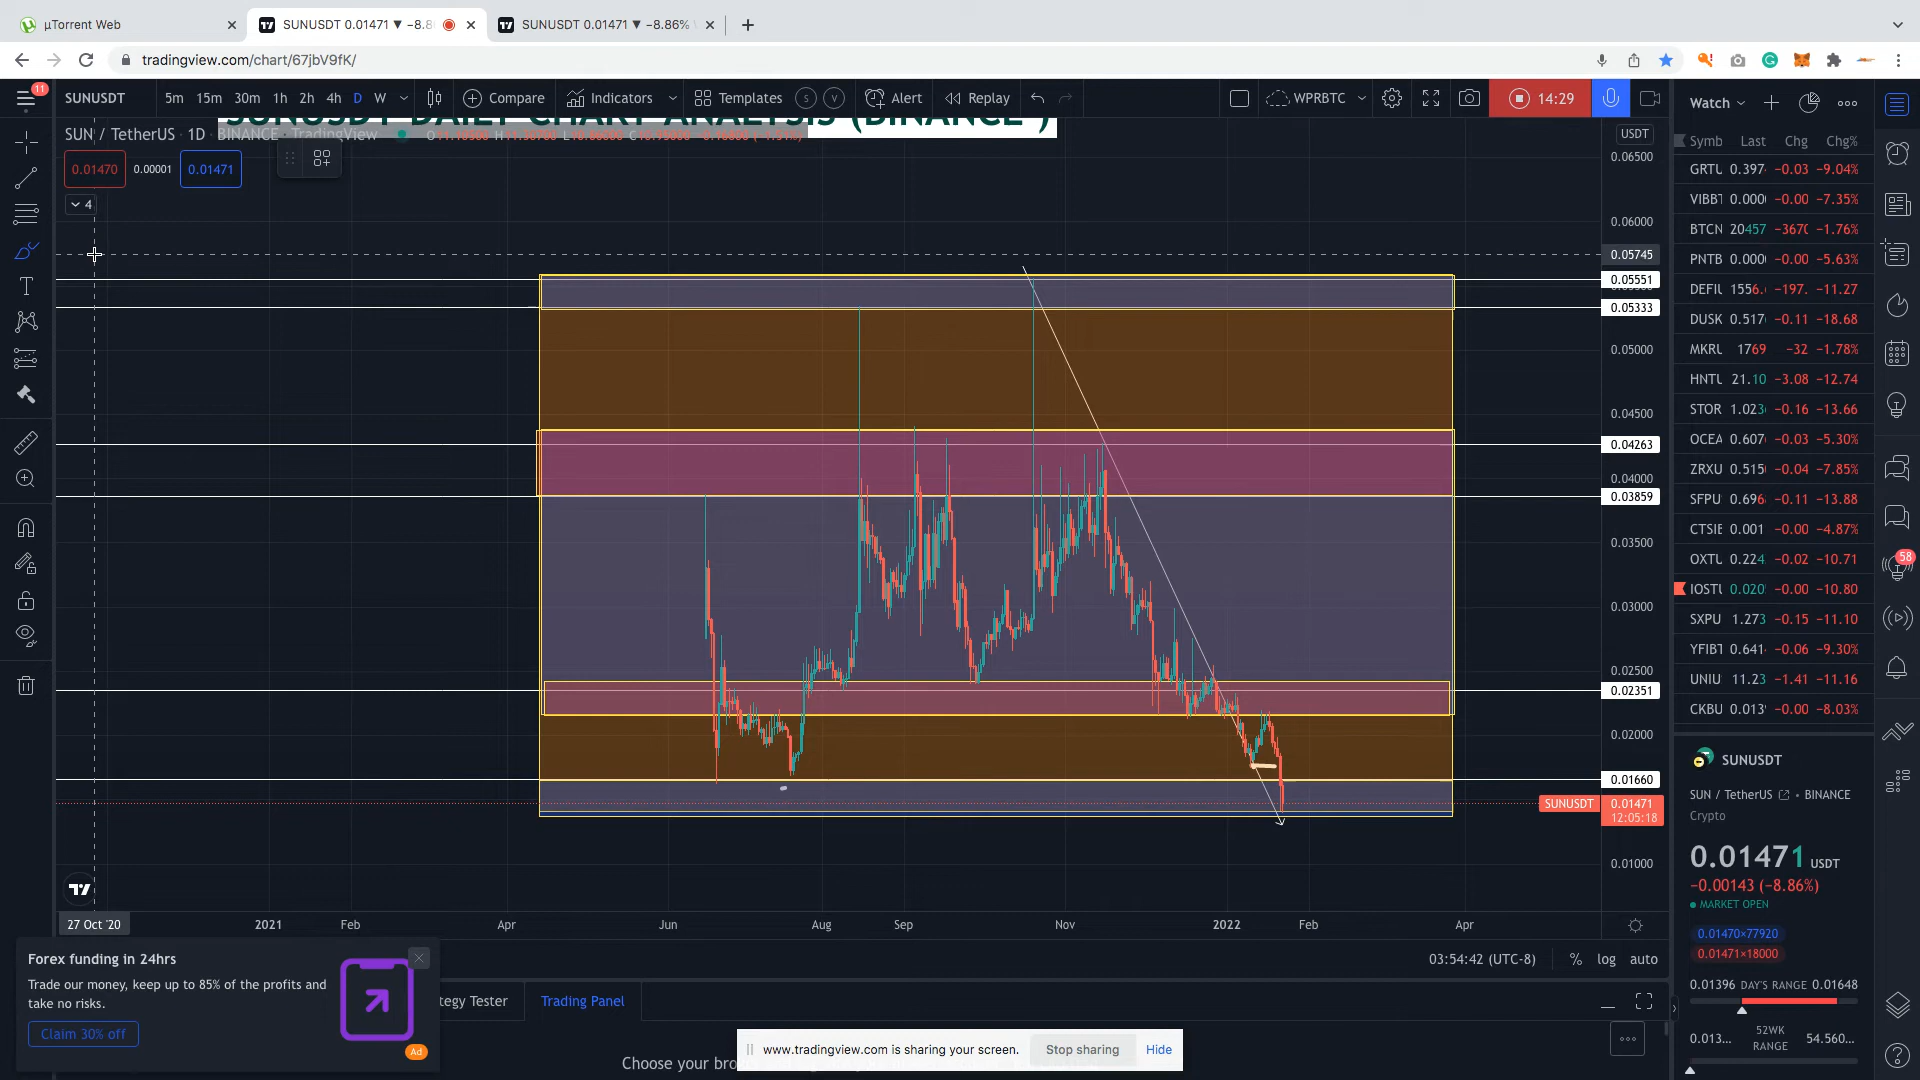 µTorrent Web
SUNUSDT 0.01471 ▼ −8.8
SUNUSDT 0.01471 ▼ −8.86%
tradingview.com/chart/67jbV9fK/
11
SUNUSDT
5m 15m 30m 1h 2h 4h D W
Compare
Indicators
Templates
S V
Alert
Replay
WPRBTC
14:29
SUNUSDT DAILY CHART ANALYSIS (BINANCE )
SUN / TetherUS · 1D · BINANCE · TradingView
0.01470 0.00001 0.01471
4
USDT
0.06500
0.06000
0.05745
0.05551
0.05333
0.05000
0.04500
0.04263
0.04000
0.03859
0.03500
0.03000
0.02500
0.02351
0.02000
0.01660
SUNUSDT 0.01471
12:05:18
0.01000
27 Oct '20 2021 Feb Apr Jun Aug Sep Nov 2022 Feb Apr
03:54:42 (UTC-8) % log auto
Watch
Symb Last Chg Chg%
GRTU 0.397 −0.03 −9.04%
VIBBT 0.000 −0.00 −7.35%
BTCN 20457 −367 −1.76%
PNTB 0.000 −0.00 −5.63%
DEFIU 1556. −197. −11.27
DUSK 0.517 −0.11 −18.68
MKRU 1769 −32 −1.78%
HNTU 21.10 −3.08 −12.74
STOR 1.023 −0.16 −13.66
OCEA 0.607 −0.03 −5.30%
ZRXU 0.515 −0.04 −7.85%
SFPU 0.696 −0.11 −13.88
CTSIB 0.001 −0.00 −4.87%
OXTU 0.224 −0.02 −10.71
IOSTU 0.020 −0.00 −10.80
SXPU 1.273 −0.15 −11.10
YFIBT 0.641 −0.06 −9.30%
UNIU 11.23 −1.41 −11.16
CKBU 0.013 −0.00 −8.03%
58
SUNUSDT
SUN / TetherUS • BINANCE
Crypto
0.01471 USDT
−0.00143 (−8.86%)
MARKET OPEN
0.01470×77920
0.01471×18000
0.01396 DAY'S RANGE 0.01648
0.013... 52WK RANGE 54.560...
Forex funding in 24hrs
Trade our money, keep up to 85% of the profits and
take no risks.
Claim 30% off
Ad
tegy Tester
Trading Panel
Choose your bro
www.tradingview.com is sharing your screen.
Stop sharing
Hide